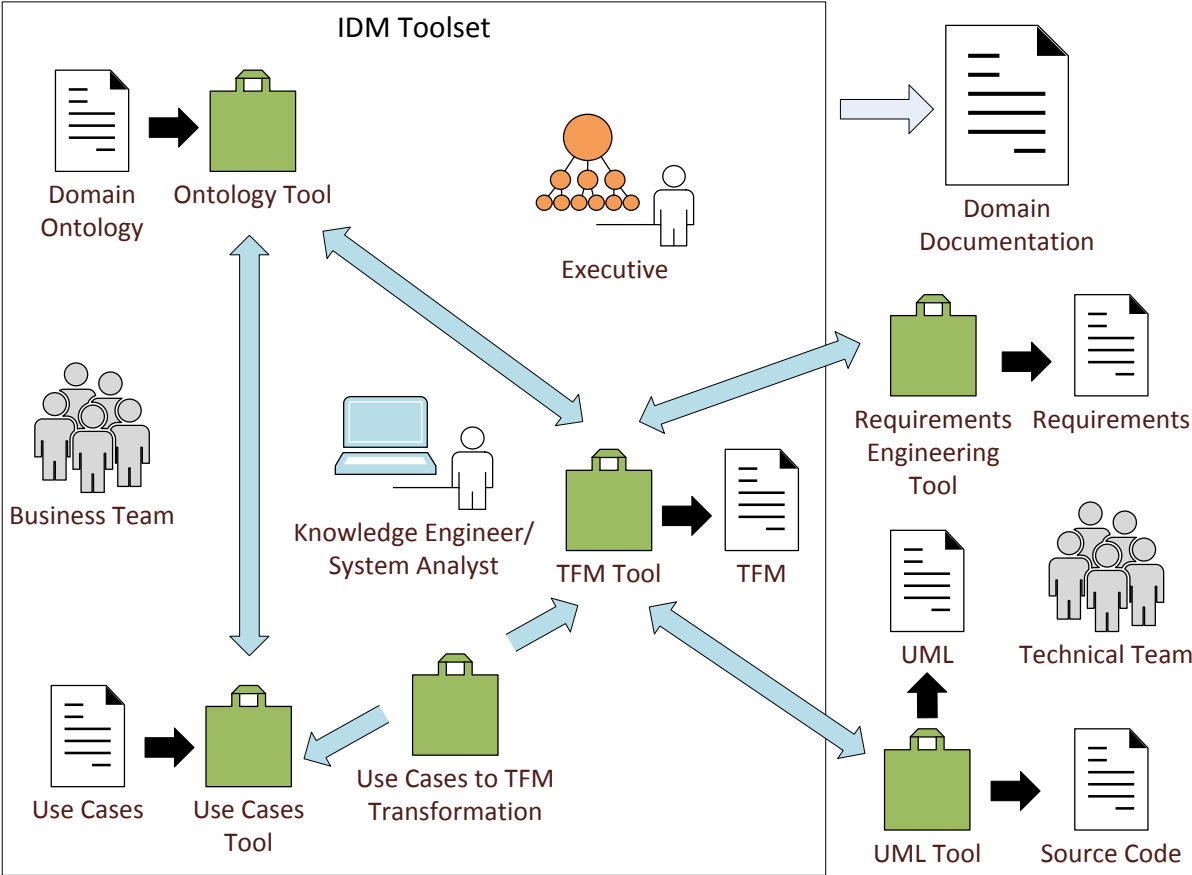 IDM Toolset
Domain
Ontology
Ontology Tool
Executive
Domain
Documentation
Business Team
Knowledge Engineer/
System Analyst
TFM Tool
TFM
Requirements
Engineering
Tool
Requirements
UML
Technical Team
Use Cases
Use Cases
Tool
Use Cases to TFM
Transformation
UML Tool
Source Code